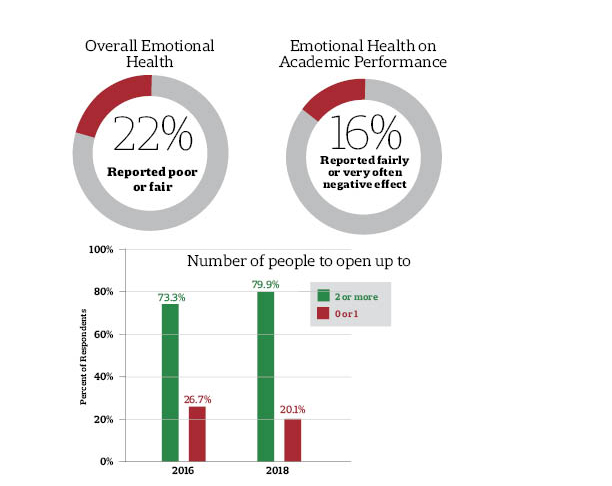 Overall Emotional
Health
22%
Reported poor
or fair
Emotional Health on
Academic Performance
16%
Reported fairly
or very often
negative effect
Number of people to open up to
Percent of Respondents
100%
80%
60%
40%
20%
0%
73.3%
26.7%
79.9%
20.1%
2 or more
0 or 1
2016
2018